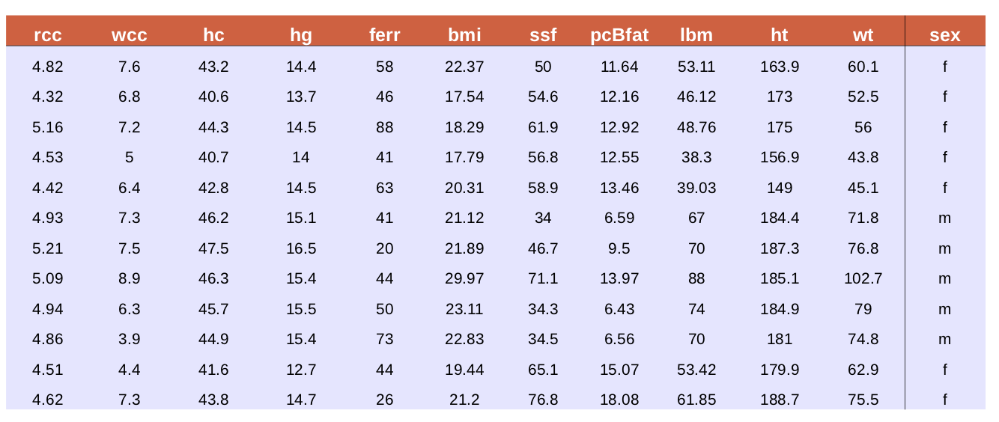 rcc wcc hc hg ferr bmi ssf pcBfat lbm ht wt sex
4.82 7.6 43.2 14.4 58 22.37 50 11.64 53.11 163.9 60.1 f
4.32 6.8 40.6 13.7 46 17.54 54.6 12.16 46.12 173 52.5 f
5.16 7.2 44.3 14.5 88 18.29 61.9 12.92 48.76 175 56 f
4.53 5 40.7 14 41 17.79 56.8 12.55 38.3 156.9 43.8 f
4.42 6.4 42.8 14.5 63 20.31 58.9 13.46 39.03 149 45.1 f
4.93 7.3 46.2 15.1 41 21.12 34 6.59 67 184.4 71.8 m
5.21 7.5 47.5 16.5 20 21.89 46.7 9.5 70 187.3 76.8 m
5.09 8.9 46.3 15.4 44 29.97 71.1 13.97 88 185.1 102.7 m
4.94 6.3 45.7 15.5 50 23.11 34.3 6.43 74 184.9 79 m
4.86 3.9 44.9 15.4 73 22.83 34.5 6.56 70 181 74.8 m
4.51 4.4 41.6 12.7 44 19.44 65.1 15.07 53.42 179.9 62.9 f
4.62 7.3 43.8 14.7 26 21.2 76.8 18.08 61.85 188.7 75.5 f